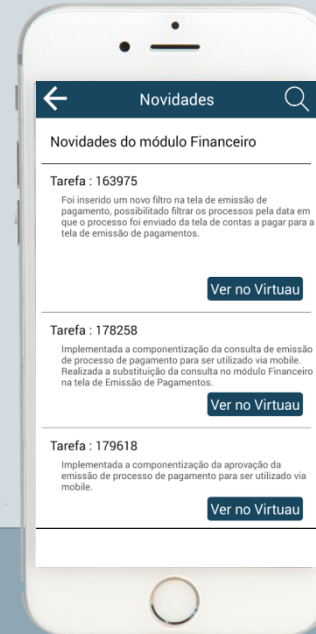 Novidades
Novidades do módulo Financeiro
Tarefa : 163975
Foi inserido um novo filtro na tela de emissão de
pagamento, possibilitado filtrar os processos pela data em
que o processo foi enviado da tela de contas a pagar para a
tela de emissão de pagamentos.
Ver no Virtuau
Tarefa : 178258
Implementada a componentização da consulta de emissão
de processo de pagamento para ser utilizado via mobile.
Realizada a substituição da consulta no módulo Financeiro
na tela de Emissão de Pagamentos.
Ver no Virtuau
Tarefa : 179618
Implementada a componentização da aprovação da
emissão de processo de pagamento para ser utilizado via
mobile.
Ver no Virtuau